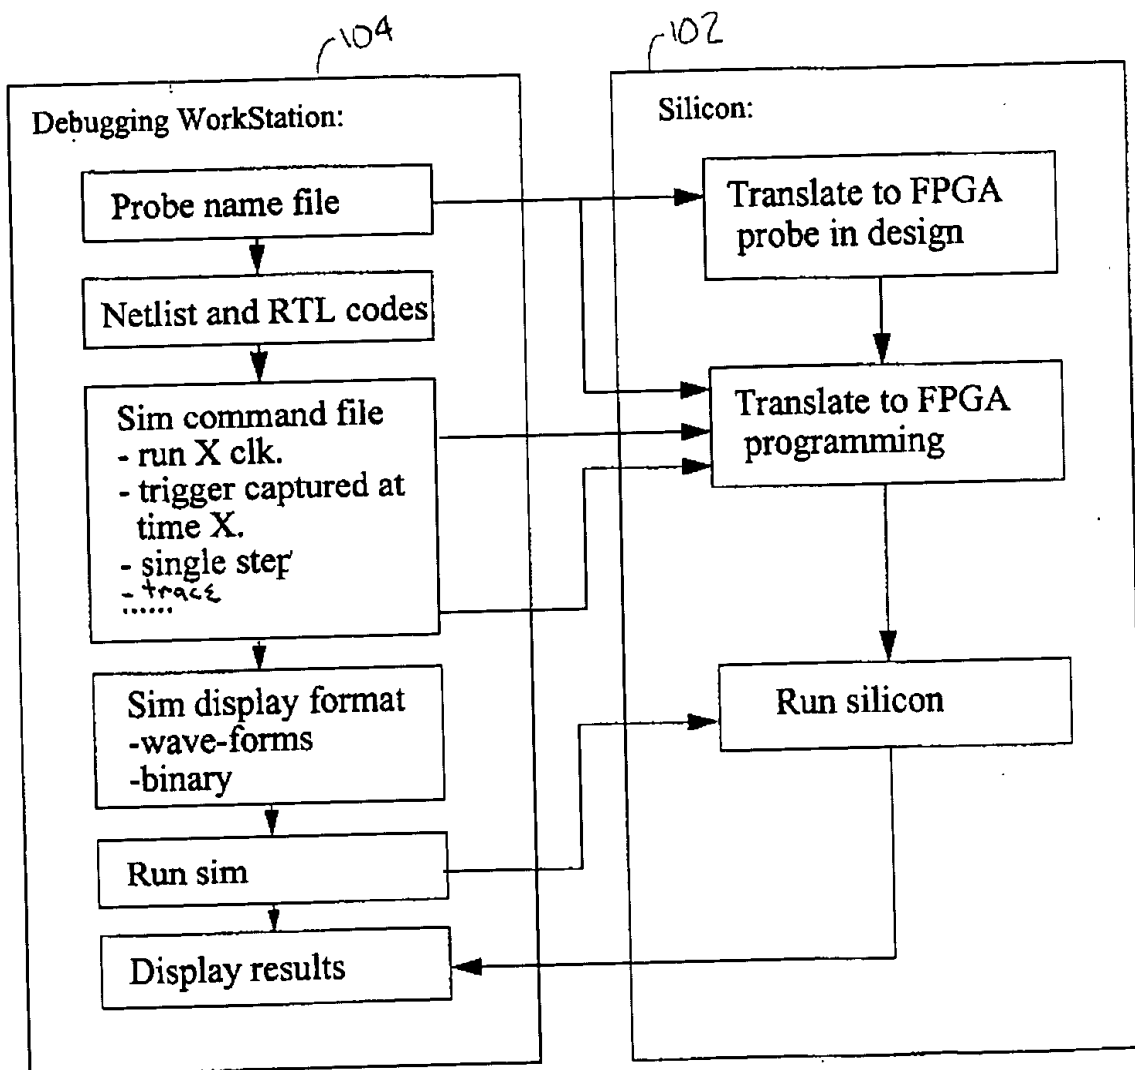 104
102
Debugging WorkStation:
Probe name file
Netlist and RTL codes
Sim command file
- run X clk.
- trigger captured at
time X.
- single step
- trace
......
Sim display format
-wave-forms
-binary
Run sim
Display results
Silicon:
Translate to FPGA
probe in design
Translate to FPGA
programming
Run silicon